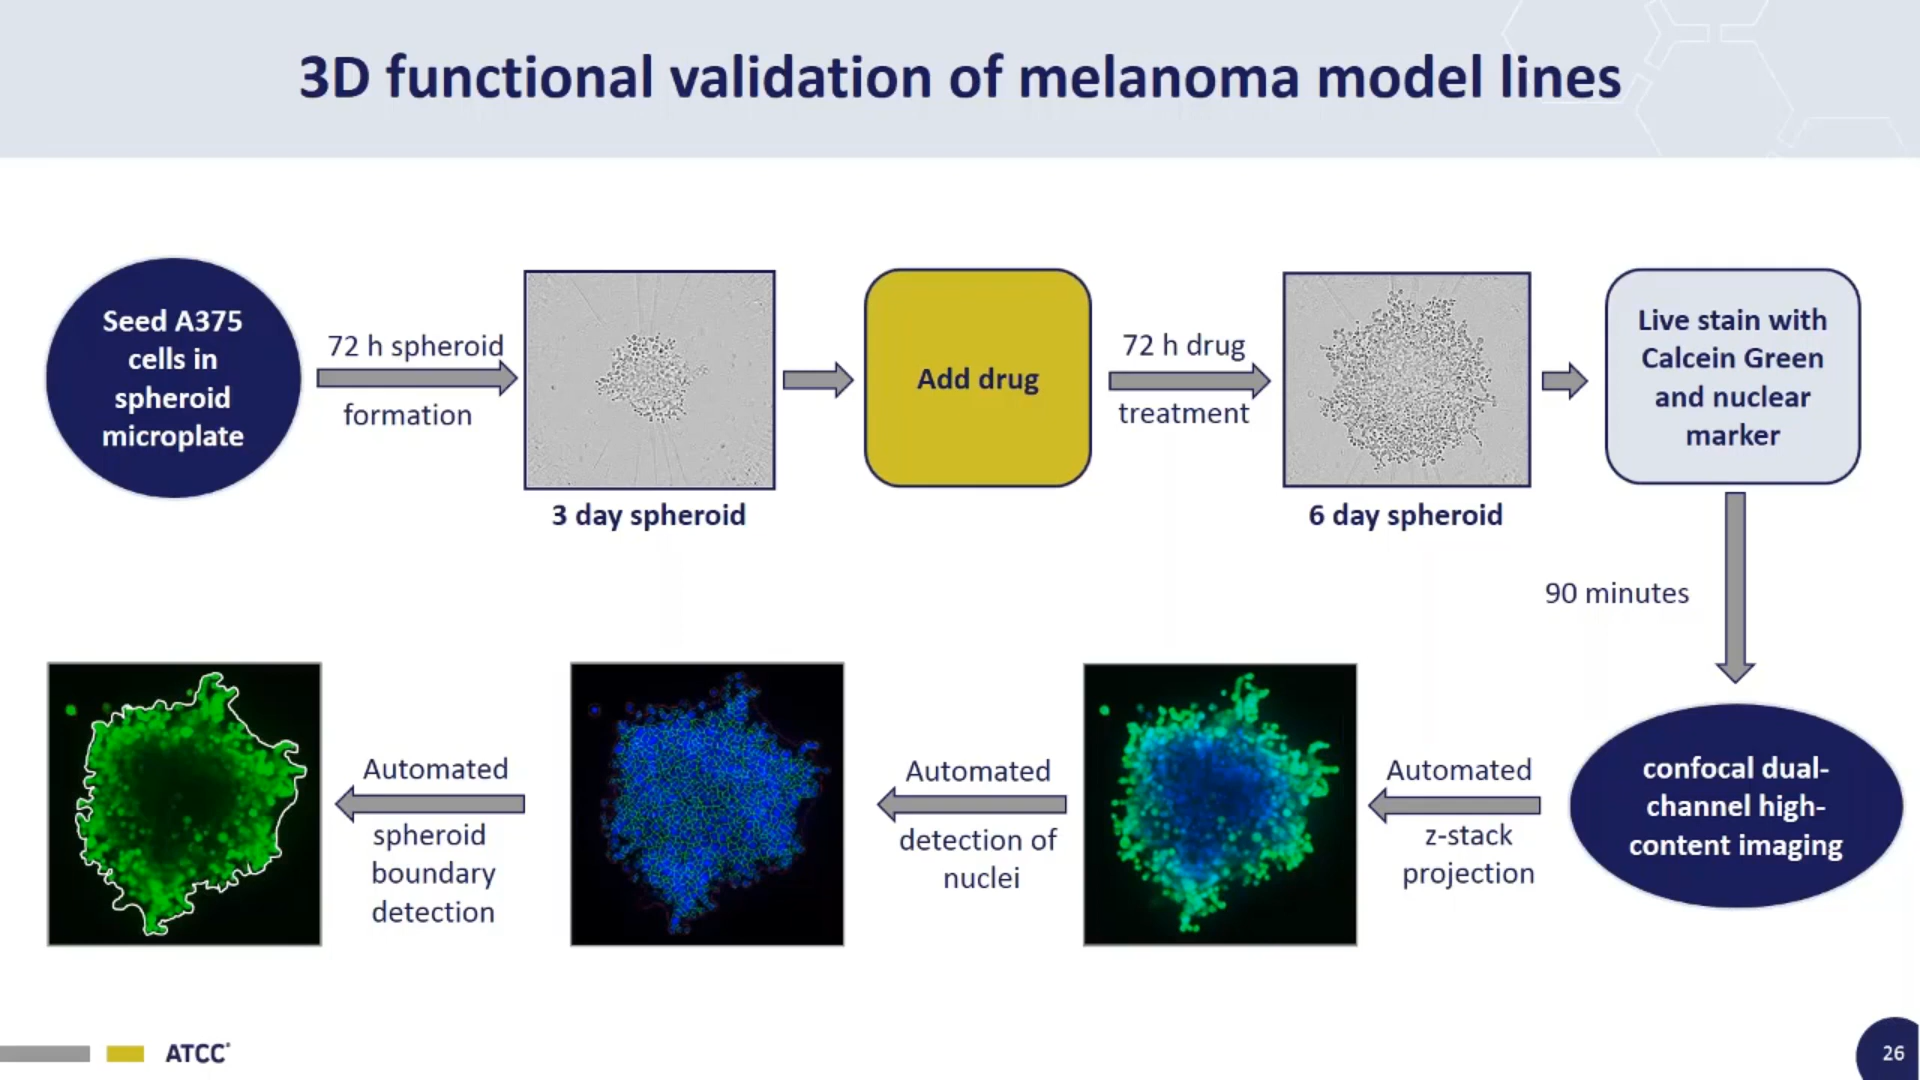 3D functional validation of melanoma model lines
Seed A375
cells in
spheroid
microplate
72 h spheroid
formation
3 day spheroid
Add drug
72 h drug
treatment
6 day spheroid
Live stain with
Calcein Green
and nuclear
marker
90 minutes
confocal dual-
channel high-
content imaging
Automated
z-stack
projection
Automated
detection of
nuclei
Automated
spheroid
boundary
detection
ATCC®
26